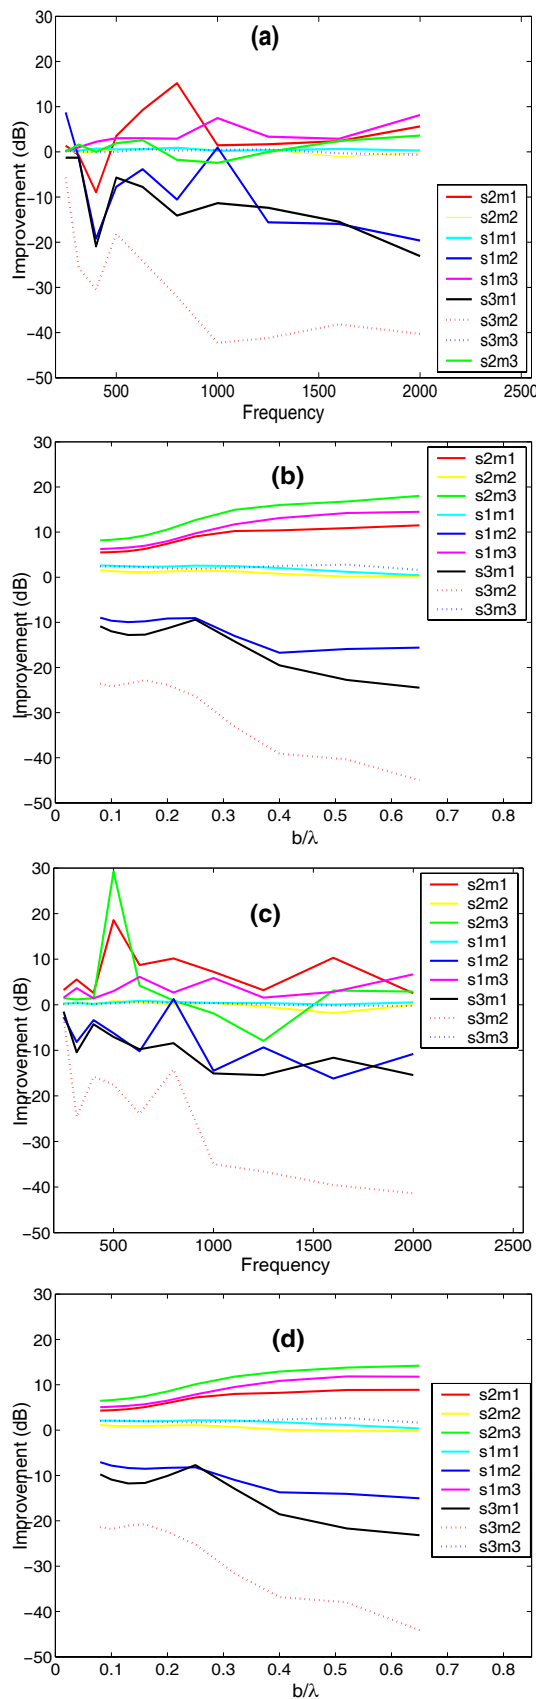 (a)
Improvement (dB)
30
20
10
0
−10
−20
−30
−40
−50
500
1000
1500
2000
2500
Frequency
s2m1
s2m2
s1m1
s1m2
s1m3
s3m1
s3m2
s3m3
s2m3
(b)
Improvement (dB)
30
20
10
0
−10
−20
−30
−40
−50
0
0.1
0.2
0.3
0.4
0.5
0.6
0.7
0.8
b/λ
s2m1
s2m2
s2m3
s1m1
s1m2
s1m3
s3m1
s3m2
s3m3
(c)
Improvement (dB)
30
20
10
0
−10
−20
−30
−40
−50
500
1000
1500
2000
2500
Frequency
s2m1
s2m2
s2m3
s1m1
s1m2
s1m3
s3m1
s3m2
s3m3
(d)
Improvement (dB)
30
20
10
0
−10
−20
−30
−40
−50
0
0.1
0.2
0.3
0.4
0.5
0.6
0.7
0.8
b/λ
s2m1
s2m2
s2m3
s1m1
s1m2
s1m3
s3m1
s3m2
s3m3